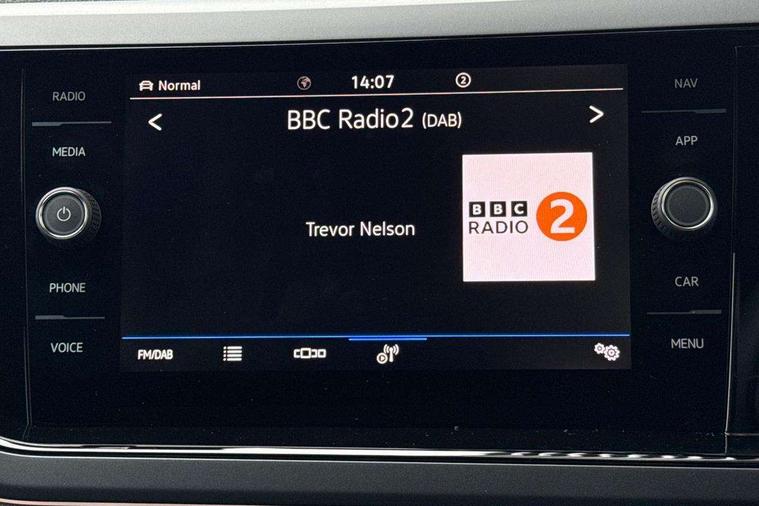 RADIO
MEDIA
PHONE
VOICE
Normal
14:07
2
< BBC Radio2 (DAB) >
Trevor Nelson
BBC
RADIO
2
FM/DAB
NAV
APP
CAR
MENU